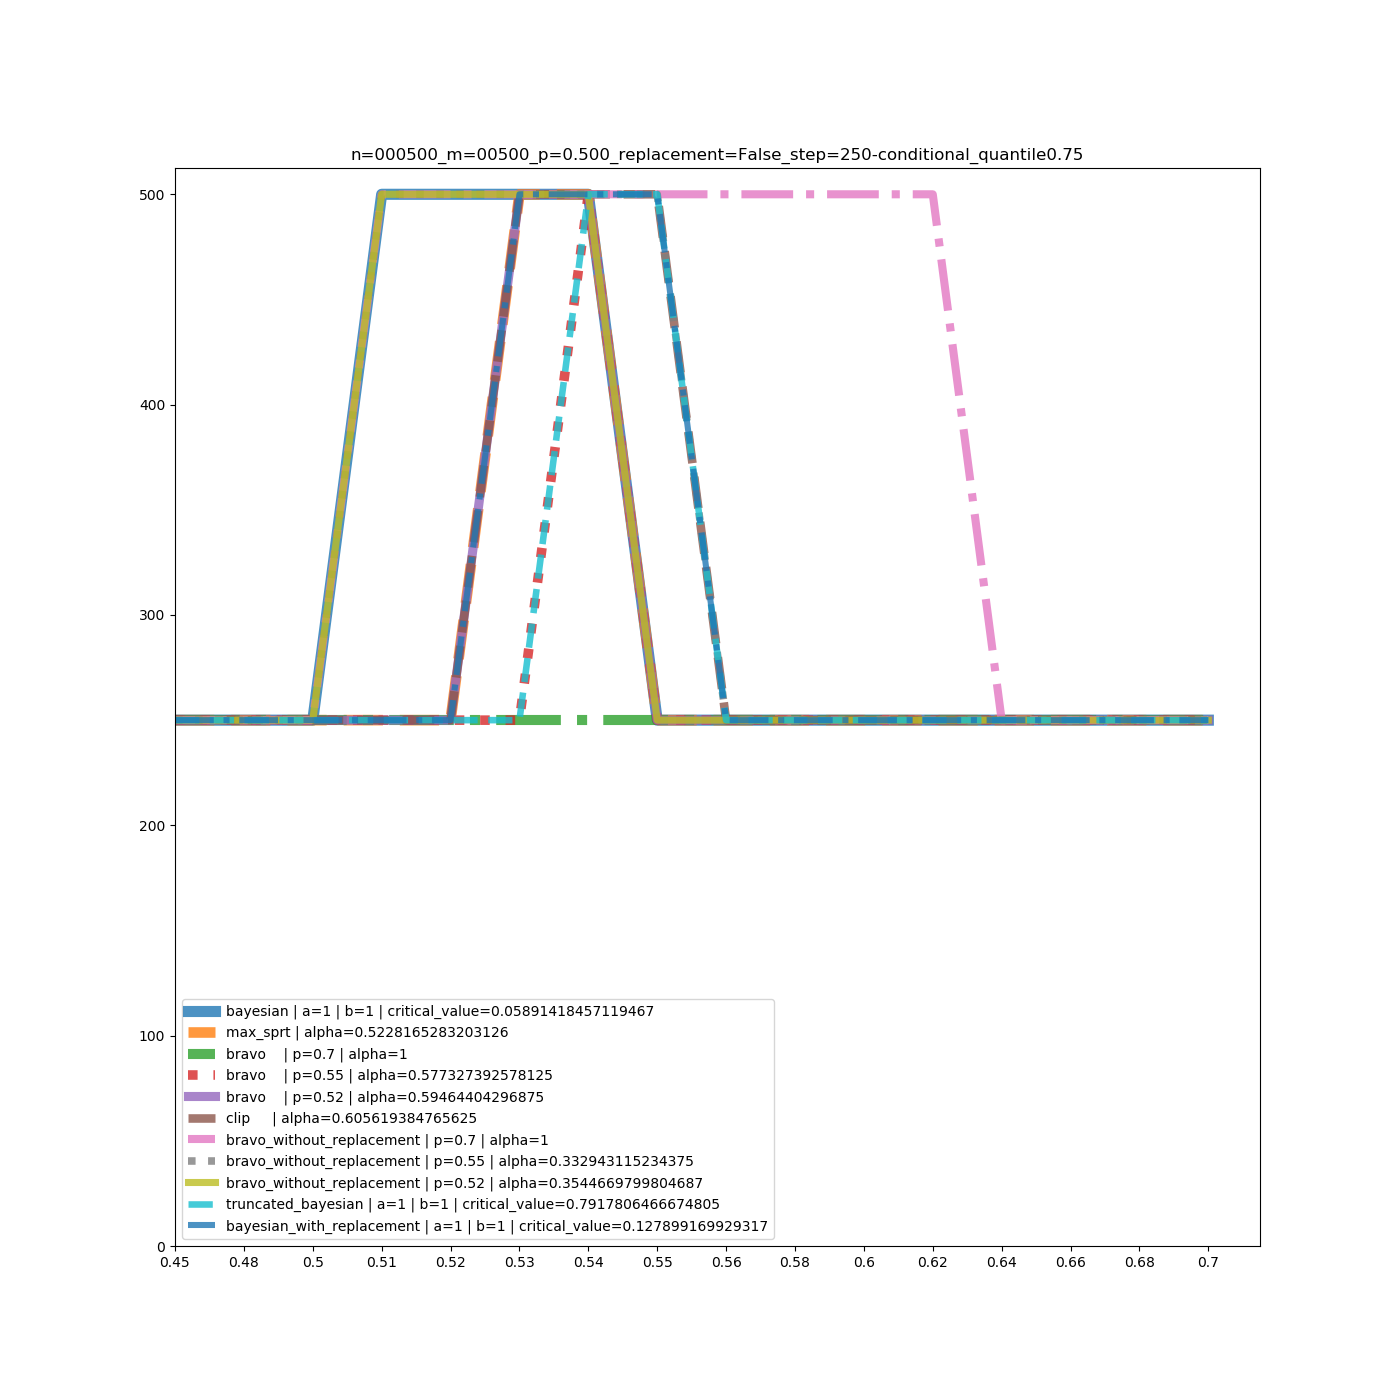 n=000500_m=00500_p=0.500_replacement=False_step=250-conditional_quantile0.75
500
400
300
200
100
0
bayesian | a=1 | b=1 | critical_value=0.05891418457119467
max_sprt | alpha=0.5228165283203126
bravo | p=0.7 | alpha=1
bravo | p=0.55 | alpha=0.577327392578125
bravo | p=0.52 | alpha=0.59464404296875
clip | alpha=0.605619384765625
bravo_without_replacement | p=0.7 | alpha=1
bravo_without_replacement | p=0.55 | alpha=0.332943115234375
bravo_without_replacement | p=0.52 | alpha=0.3544669799804687
truncated_bayesian | a=1 | b=1 | critical_value=0.7917806466674805
bayesian_with_replacement | a=1 | b=1 | critical_value=0.127899169929317
0.45 0.48 0.5 0.51 0.52 0.53 0.54 0.55 0.56 0.58 0.6 0.62 0.64 0.66 0.68 0.7